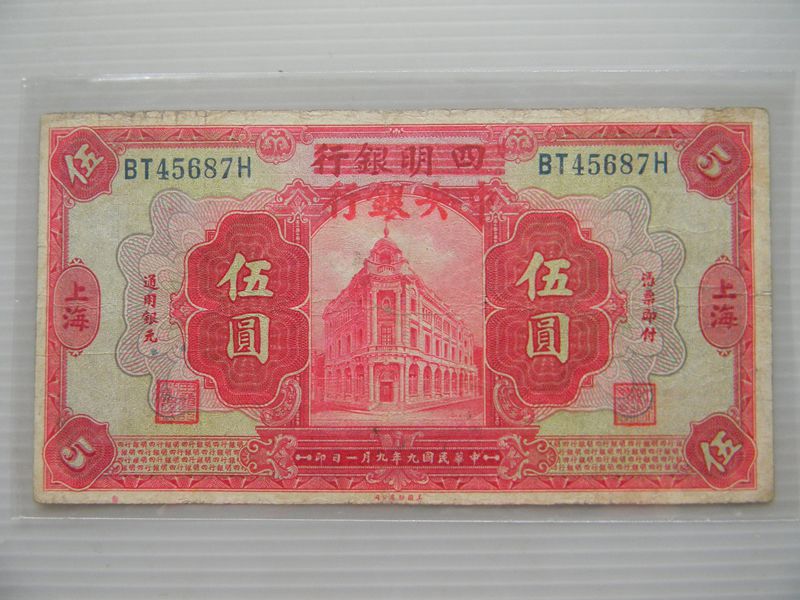 四明銀行
中央銀行
BT45687H
BT45687H
伍
伍
上海
上海
憑票即付
通用銀元
伍圓
伍圓
伍
伍
中華民國九年九月一日印